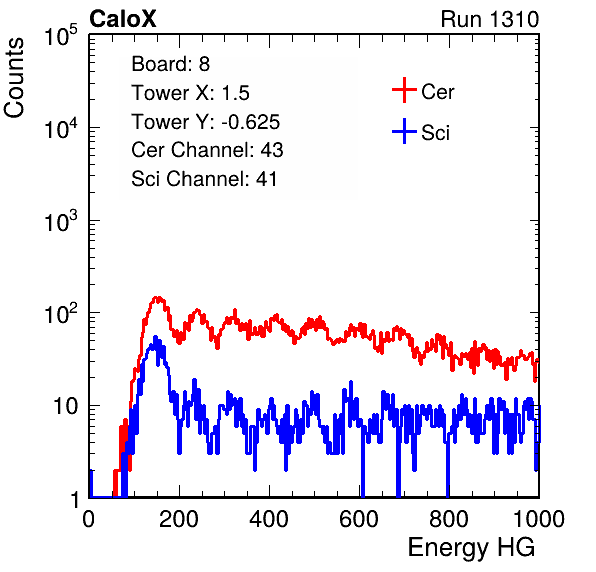 CaloX Run 1310
Counts
10^5
10^4
10^3
10^2
10
1
Board: 8
Tower X: 1.5
Tower Y: -0.625
Cer Channel: 43
Sci Channel: 41
Cer
Sci
0 200 400 600 800 1000
Energy HG